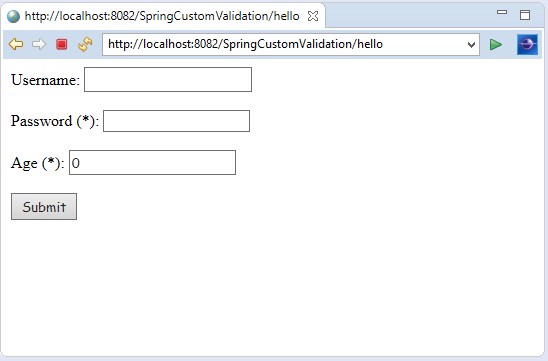 http://localhost:8082/SpringCustomValidation/hello
http://localhost:8082/SpringCustomValidation/hello
Username:
Password (*):
Age (*): 0
Submit